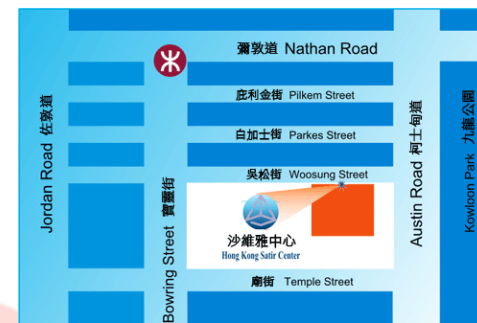 彌敦道 Nathan Road
庇利金街 Pilkem Street
白加士街 Parkes Street
吳松街 Woosung Street
沙維雅中心
Hong Kong Satir Center
廟街 Temple Street
Jordan Road 佐敦道
Bowring Street 寶靈街
Austin Road 柯士甸道
Kowloon Park 九龍公園